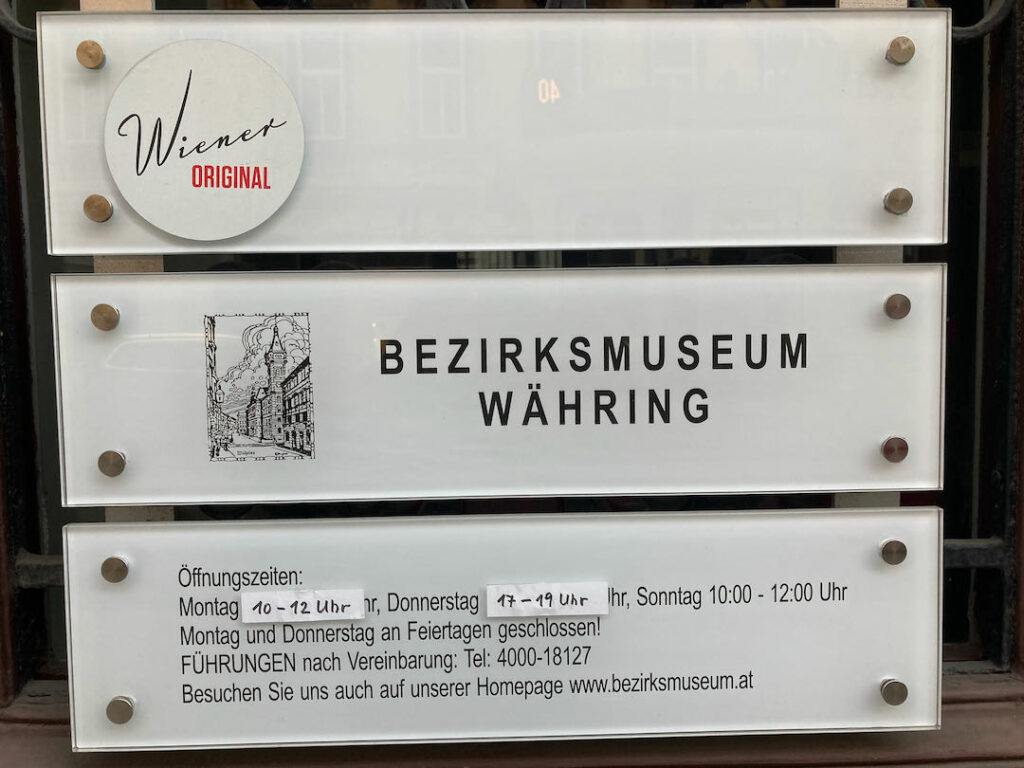 Wiener
ORIGINAL
40
BEZIRKSMUSEUM
WÄHRING
Öffnungszeiten:
Montag 10-12 Uhr hr, Donnerstag 17-19 Uhr Uhr, Sonntag 10:00 - 12:00 Uhr
Montag und Donnerstag an Feiertagen geschlossen!
FÜHRUNGEN nach Vereinbarung: Tel: 4000-18127
Besuchen Sie uns auch auf unserer Homepage www.bezirksmuseum.at